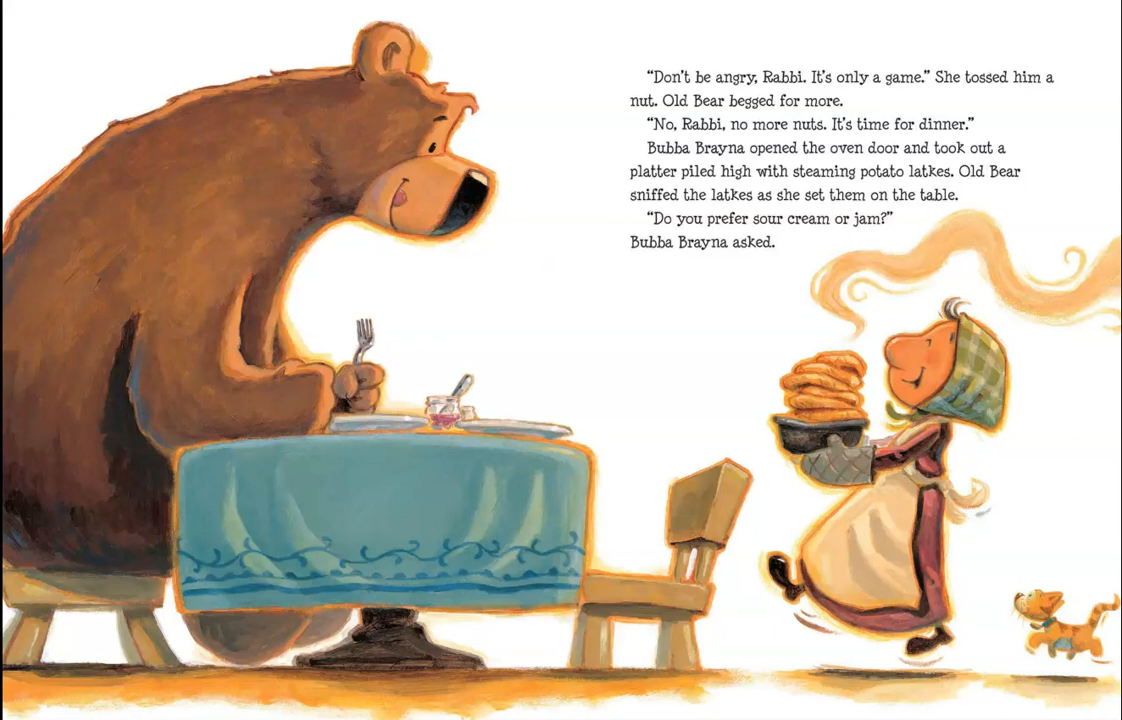 “Don’t be angry, Rabbi. It’s only a game.” She tossed him a
nut. Old Bear begged for more.
“No, Rabbi, no more nuts. It’s time for dinner.”
Bubba Brayna opened the oven door and took out a
platter piled high with steaming potato latkes. Old Bear
sniffed the latkes as she set them on the table.
“Do you prefer sour cream or jam?”
Bubba Brayna asked.